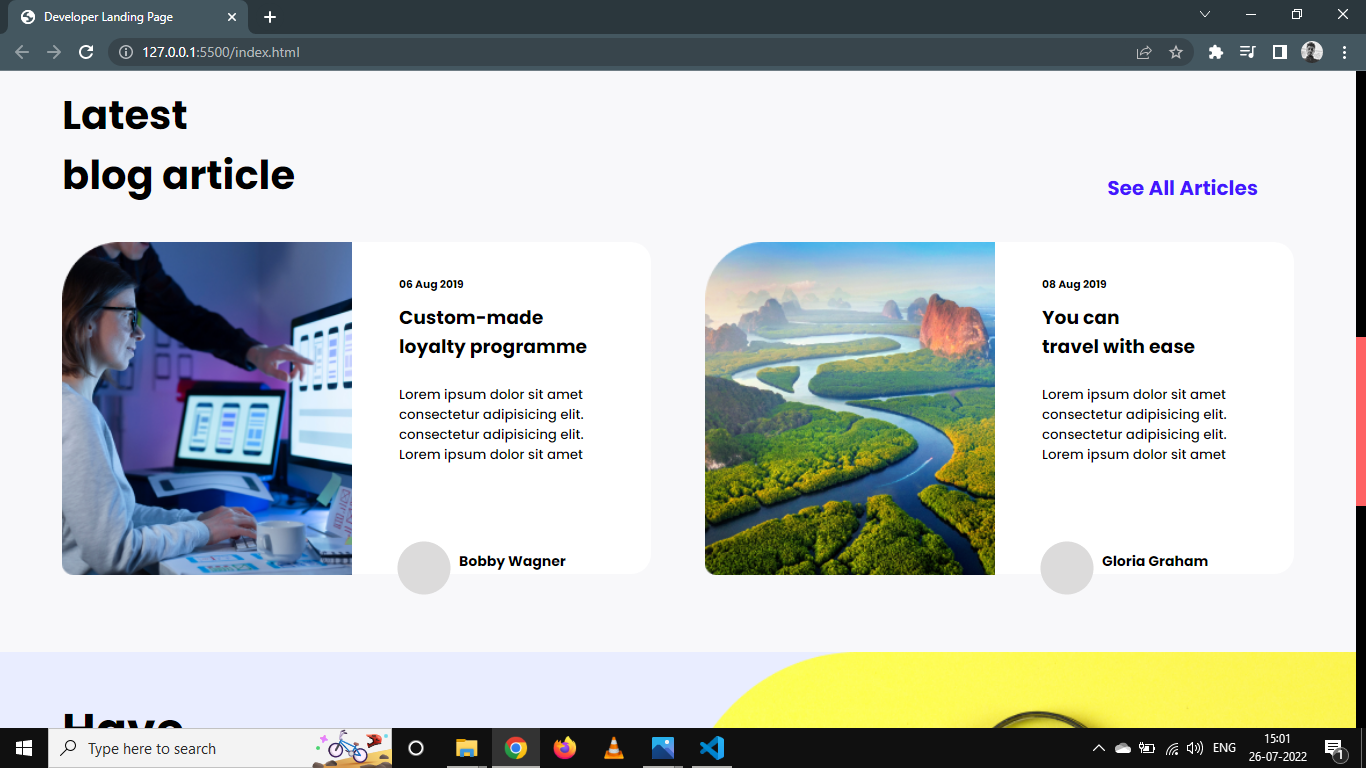 Developer Landing Page
127.0.0.1:5500/index.html
Latest
blog article
See All Articles
06 Aug 2019
Custom-made
loyalty programme
Lorem ipsum dolor sit amet
consectetur adipisicing elit.
consectetur adipisicing elit.
Lorem ipsum dolor sit amet
Bobby Wagner
08 Aug 2019
You can
travel with ease
Lorem ipsum dolor sit amet
consectetur adipisicing elit.
consectetur adipisicing elit.
Lorem ipsum dolor sit amet
Gloria Graham
Have
Type here to search
ENG
15:01
26-07-2022
1